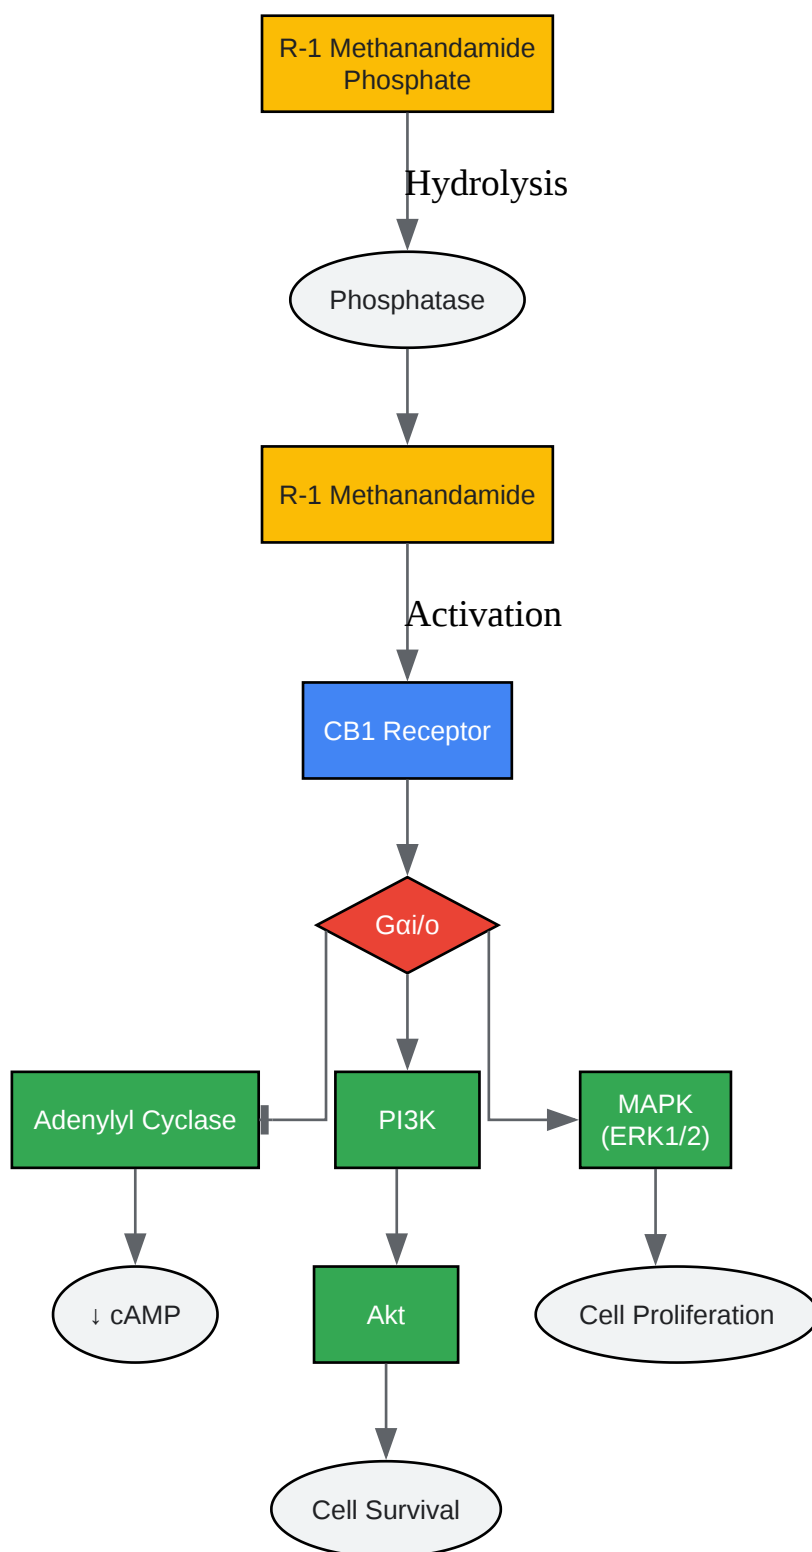 R-1 Methanandamide
Phosphate
Hydrolysis
Phosphatase
R-1 Methanandamide
Activation
CB1 Receptor
Gαi/o
Adenylyl Cyclase
PI3K
MAPK
(ERK1/2)
↓ cAMP
Akt
Cell Proliferation
Cell Survival